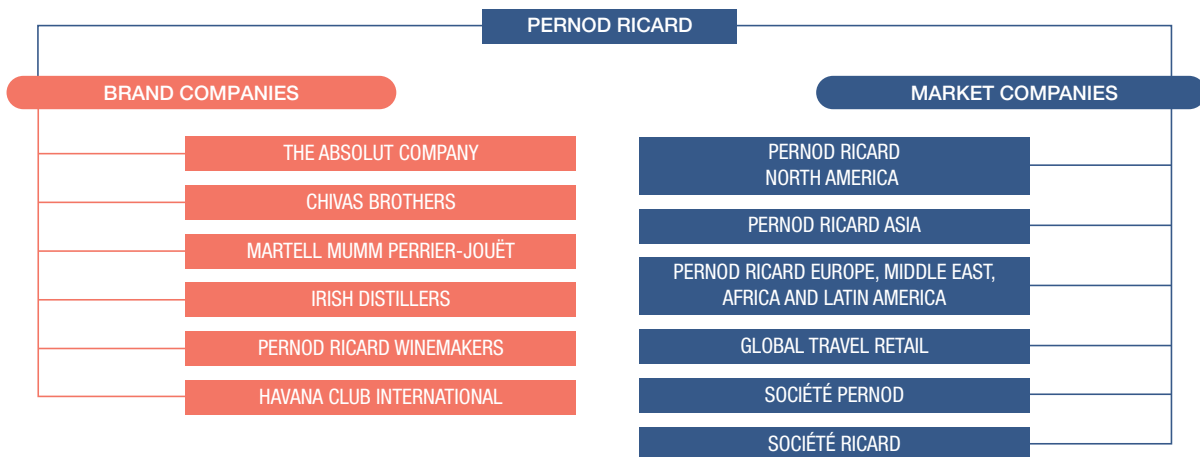 PERNOD RICARD
BRAND COMPANIES
THE ABSOLUT COMPANY
CHIVAS BROTHERS
MARTELL MUMM PERRIER-JOUËT
IRISH DISTILLERS
PERNOD RICARD WINEMAKERS
HAVANA CLUB INTERNATIONAL
MARKET COMPANIES
PERNOD RICARD
NORTH AMERICA
PERNOD RICARD ASIA
PERNOD RICARD EUROPE, MIDDLE EAST,
AFRICA AND LATIN AMERICA
GLOBAL TRAVEL RETAIL
SOCIÉTÉ PERNOD
SOCIÉTÉ RICARD